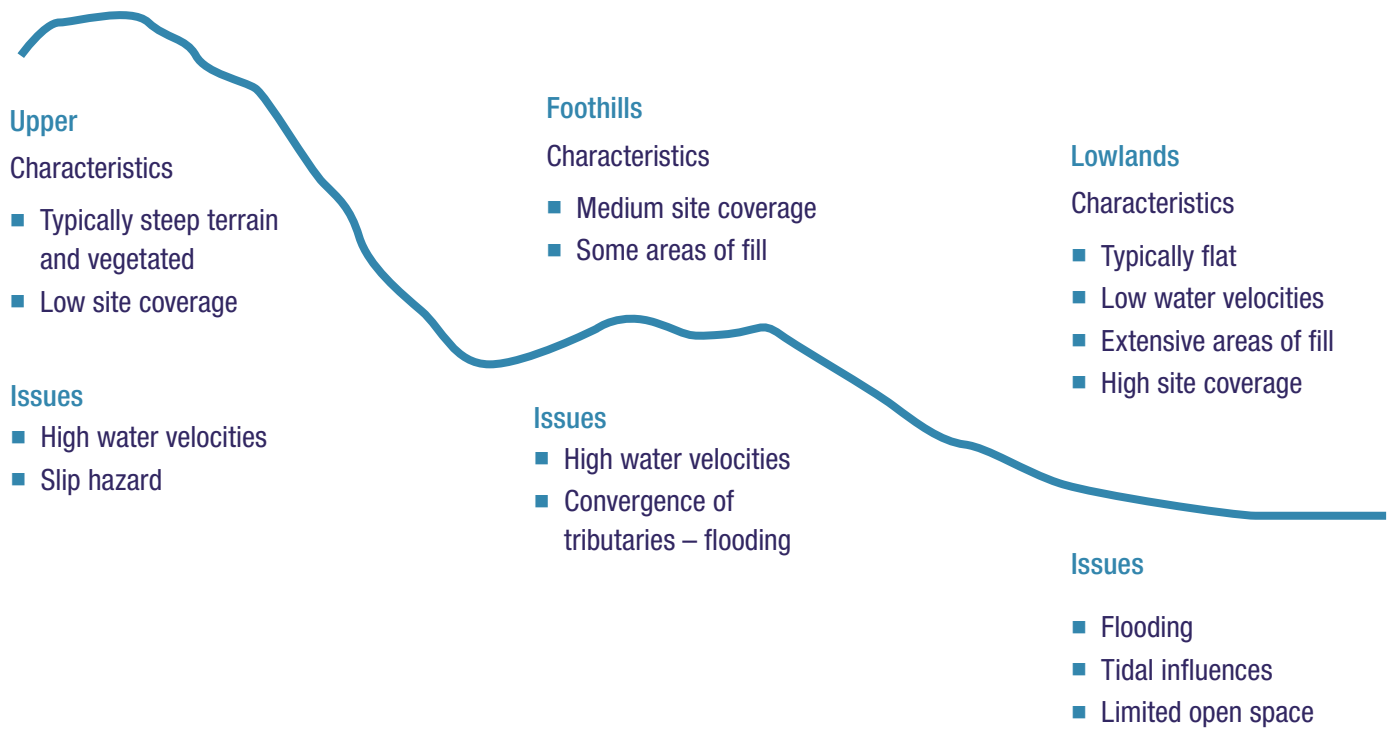 Upper
Characteristics
■ Typically steep terrain
and vegetated
■ Low site coverage
Issues
■ High water velocities
■ Slip hazard
Foothills
Characteristics
■ Medium site coverage
■ Some areas of fill
Issues
■ High water velocities
■ Convergence of
tributaries – flooding
Lowlands
Characteristics
■ Typically flat
■ Low water velocities
■ Extensive areas of fill
■ High site coverage
Issues
■ Flooding
■ Tidal influences
■ Limited open space